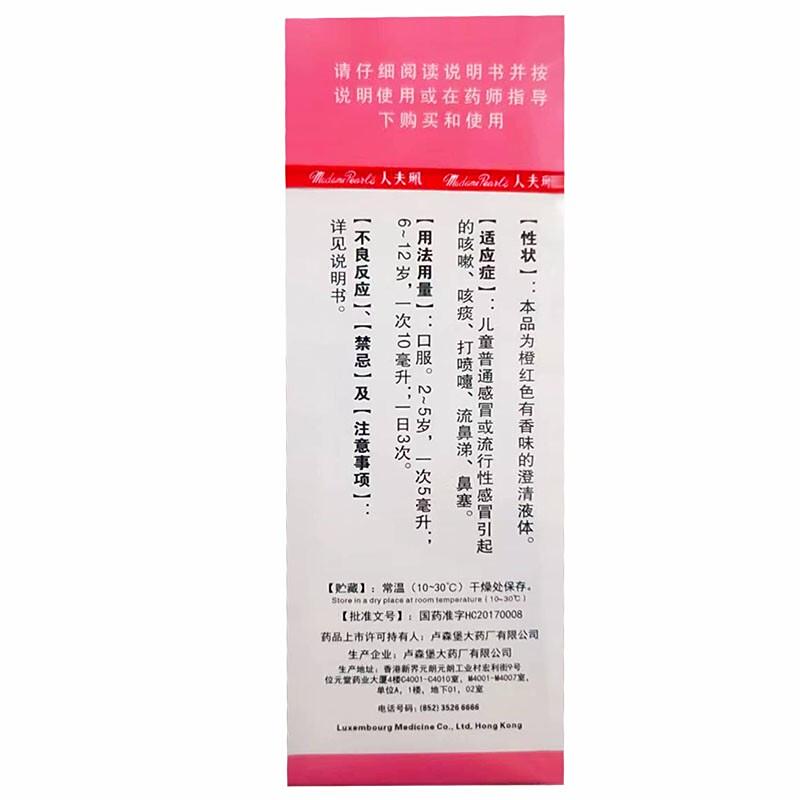 请仔细阅读说明书并按
说明使用或在药师指导
下购买和使用
Madame Pearl's 人夫珮 Madame Pearl's 人夫珮
【性状】：本品为橙红色有香味的澄清液体。
【适应症】：儿童普通感冒或流行性感冒引起
的咳嗽、咳痰、打喷嚏、流鼻涕、鼻塞。
【用法用量】：口服。2~5岁，一次5毫升；
6~12岁，一次10毫升；一日3次。
【不良反应】、【禁忌】及【注意事项】：
详见说明书。
【贮藏】：常温（10~30℃）干燥处保存。
Store in a dry place at room temperature (10~30℃)
【批准文号】：国药准字HC20170008
药品上市许可持有人：卢森堡大药厂有限公司
生产企业：卢森堡大药厂有限公司
生产地址：香港新界元朗元朗工业村宏利街9号
位元堂药业大厦4楼C4001-C4010室，M4001-M4007室，
单位A，1楼，地下01，02室
电话号码：(852) 3526 6666
Luxembourg Medicine Co., Ltd. Hong Kong